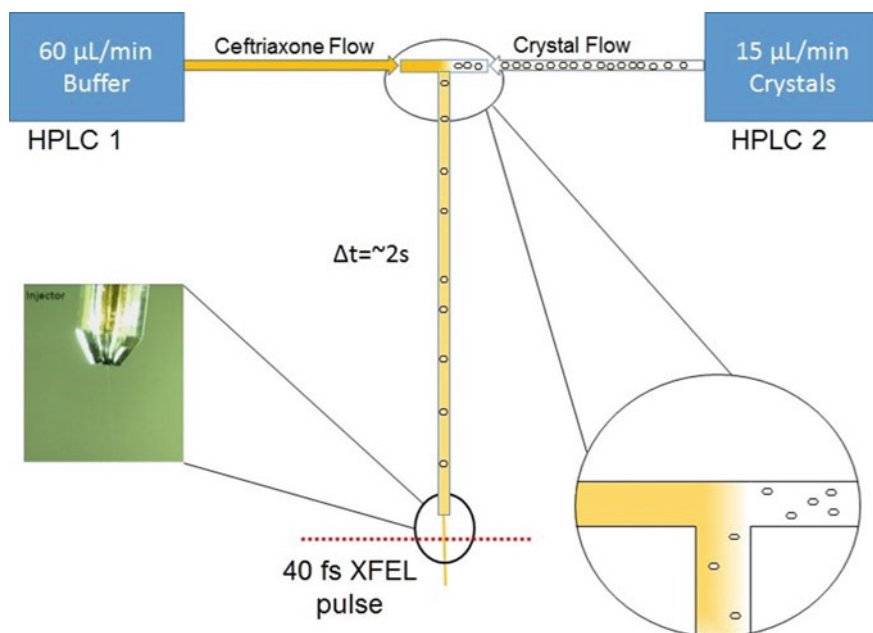 60 µL/min
Buffer
HPLC 1
Ceftriaxone Flow
Crystal Flow
15 µL/min
Crystals
HPLC 2
Δt=~2s
Injector
40 fs XFEL
pulse